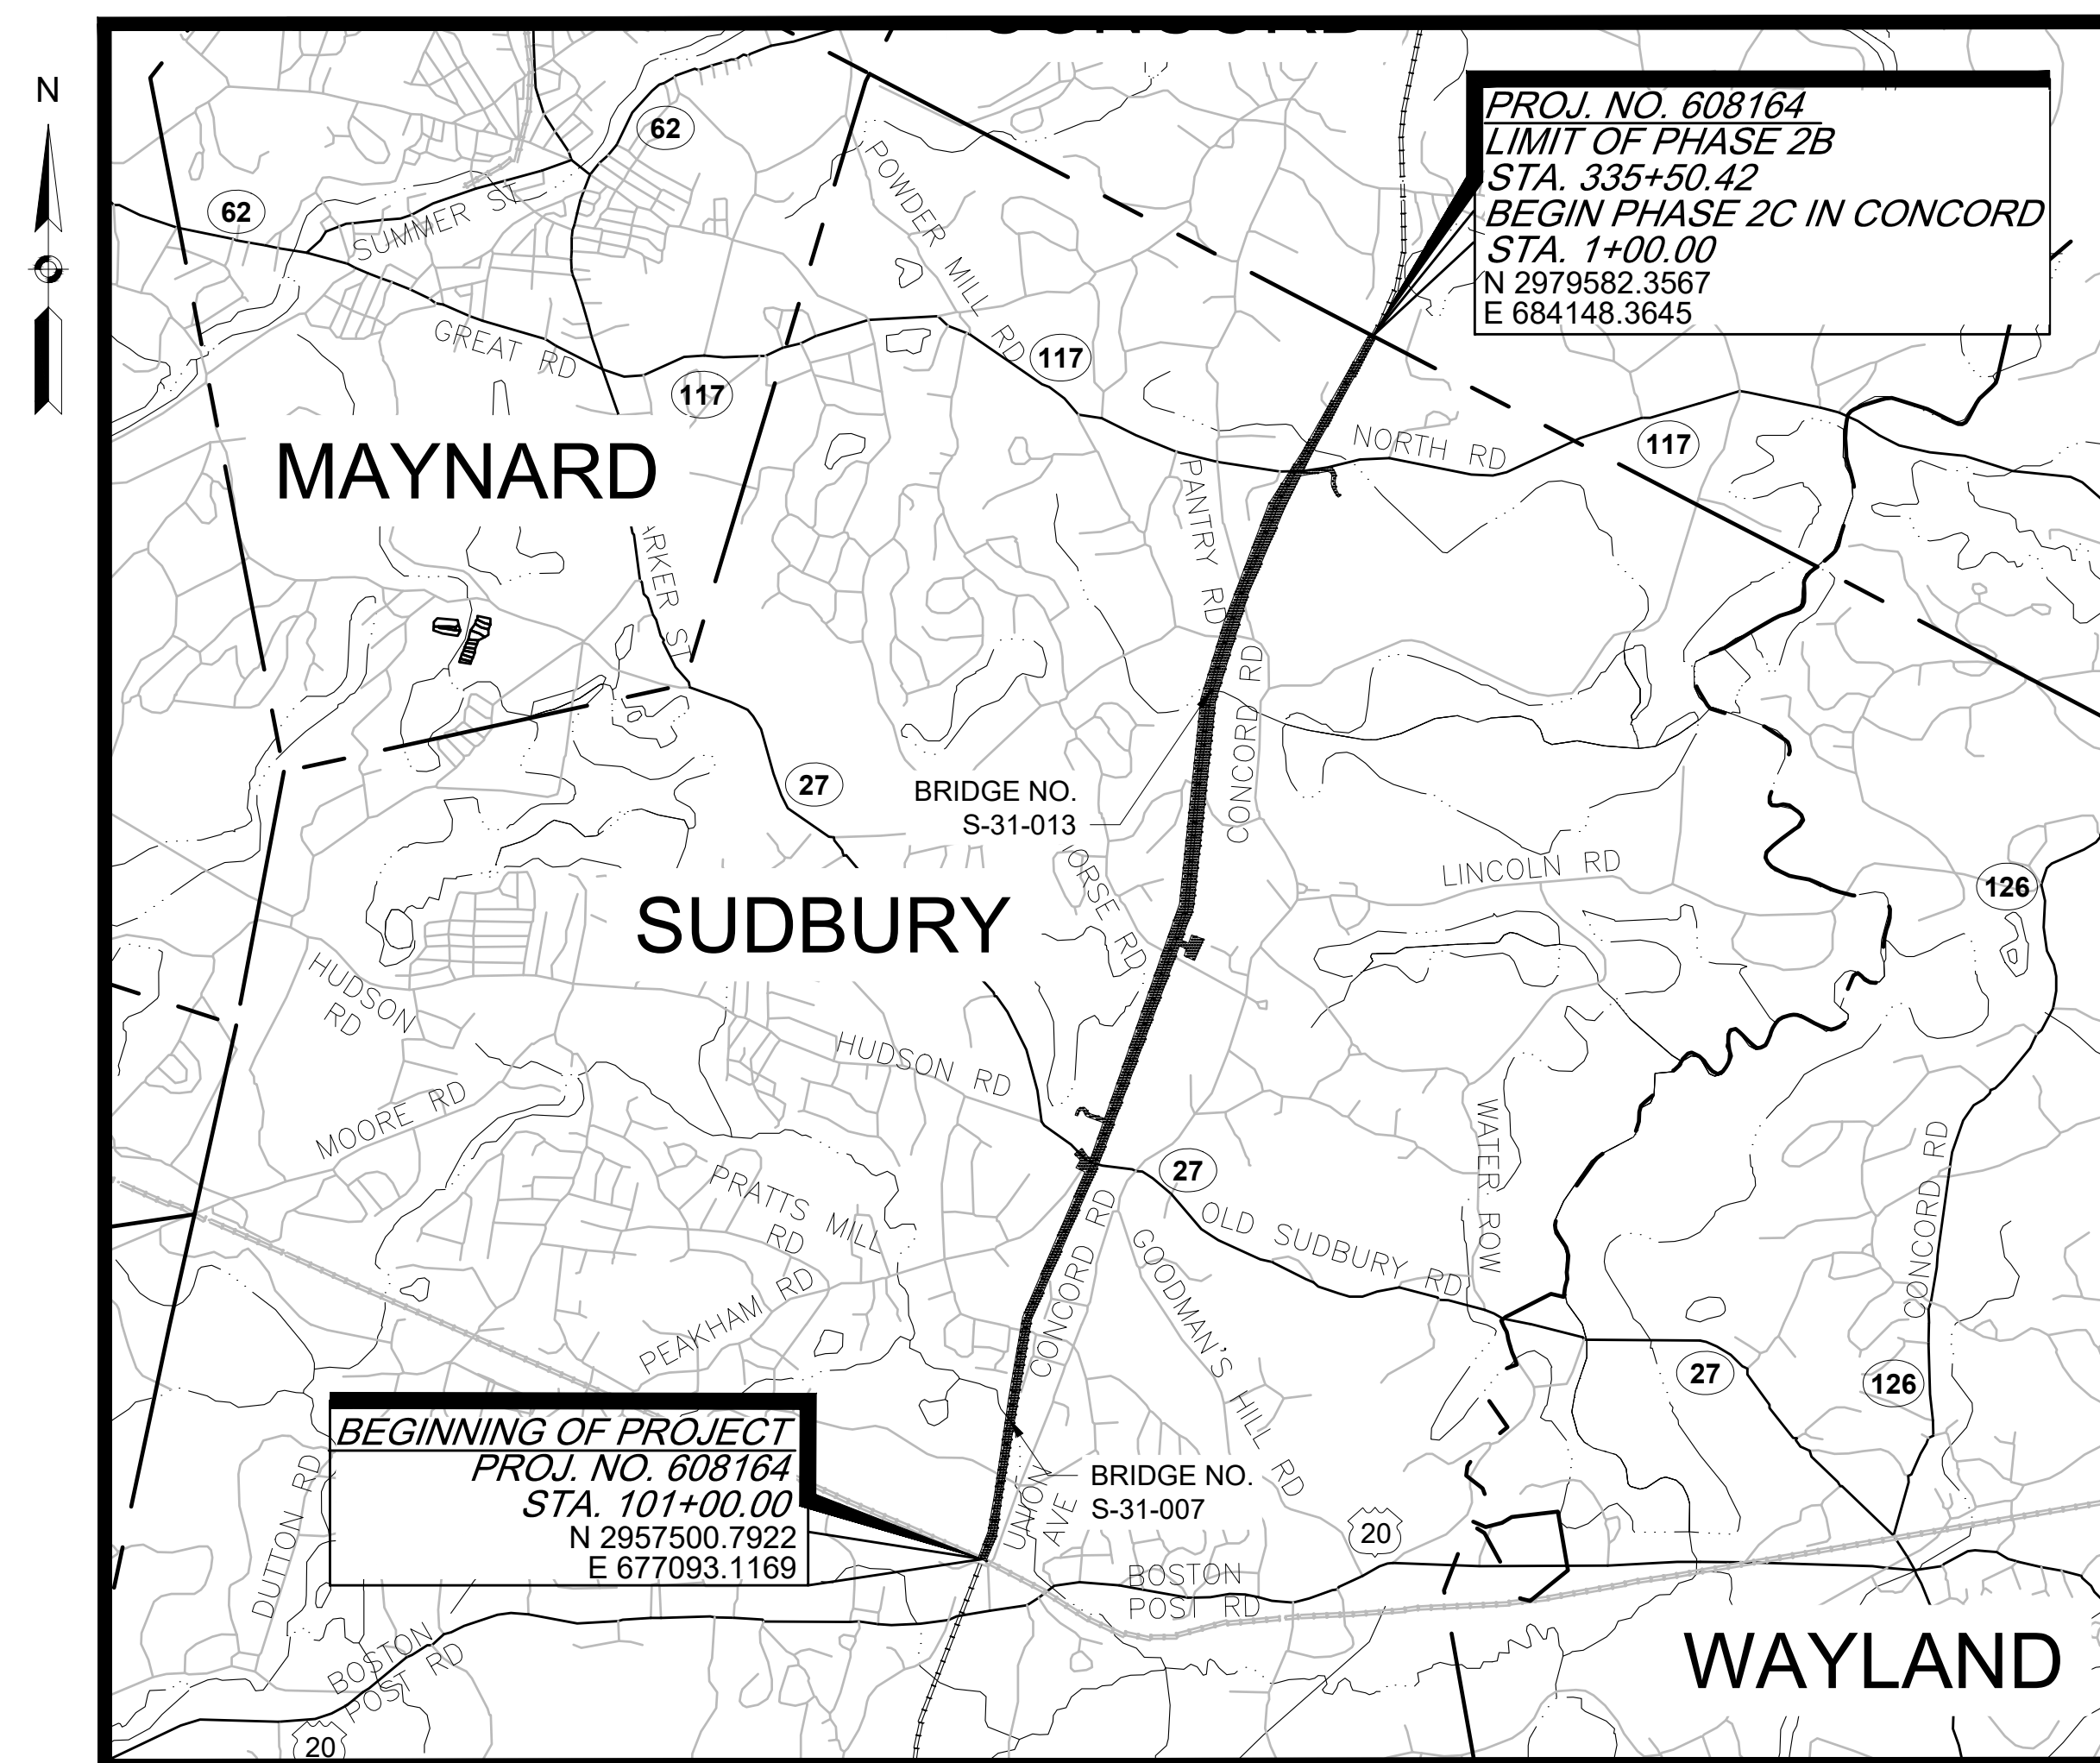 N
PROJ. NO. 608164
LIMIT OF PHASE 2B
STA. 335+50.42
BEGIN PHASE 2C IN CONCORD
STA. 1+00.00
N 2979582.3567
E 684148.3645
62
62
SUMMER ST
POWDER MILL RD
GREAT RD
117
117
NORTH RD
117
MAYNARD
PANTRY RD
ARKER ST
CONCORD RD
27
BRIDGE NO.
S-31-013
ORSE RD
LINCOLN RD
126
SUDBURY
HUDSON
RD
HUDSON RD
MOORE RD
WATER ROW
CONCORD RD
PRATTS MILL
RD
27
OLD SUDBURY RD
CONCORD RD
GOODMAN'S HILL RD
PEAKHAM RD
27
126
BEGINNING OF PROJECT
PROJ. NO. 608164
STA. 101+00.00
N 2957500.7922
E 677093.1169
DUTTON RD
UNION
AVE
BRIDGE NO.
S-31-007
20
BOSTON
POST RD
BOSTON
POST RD
WAYLAND
20